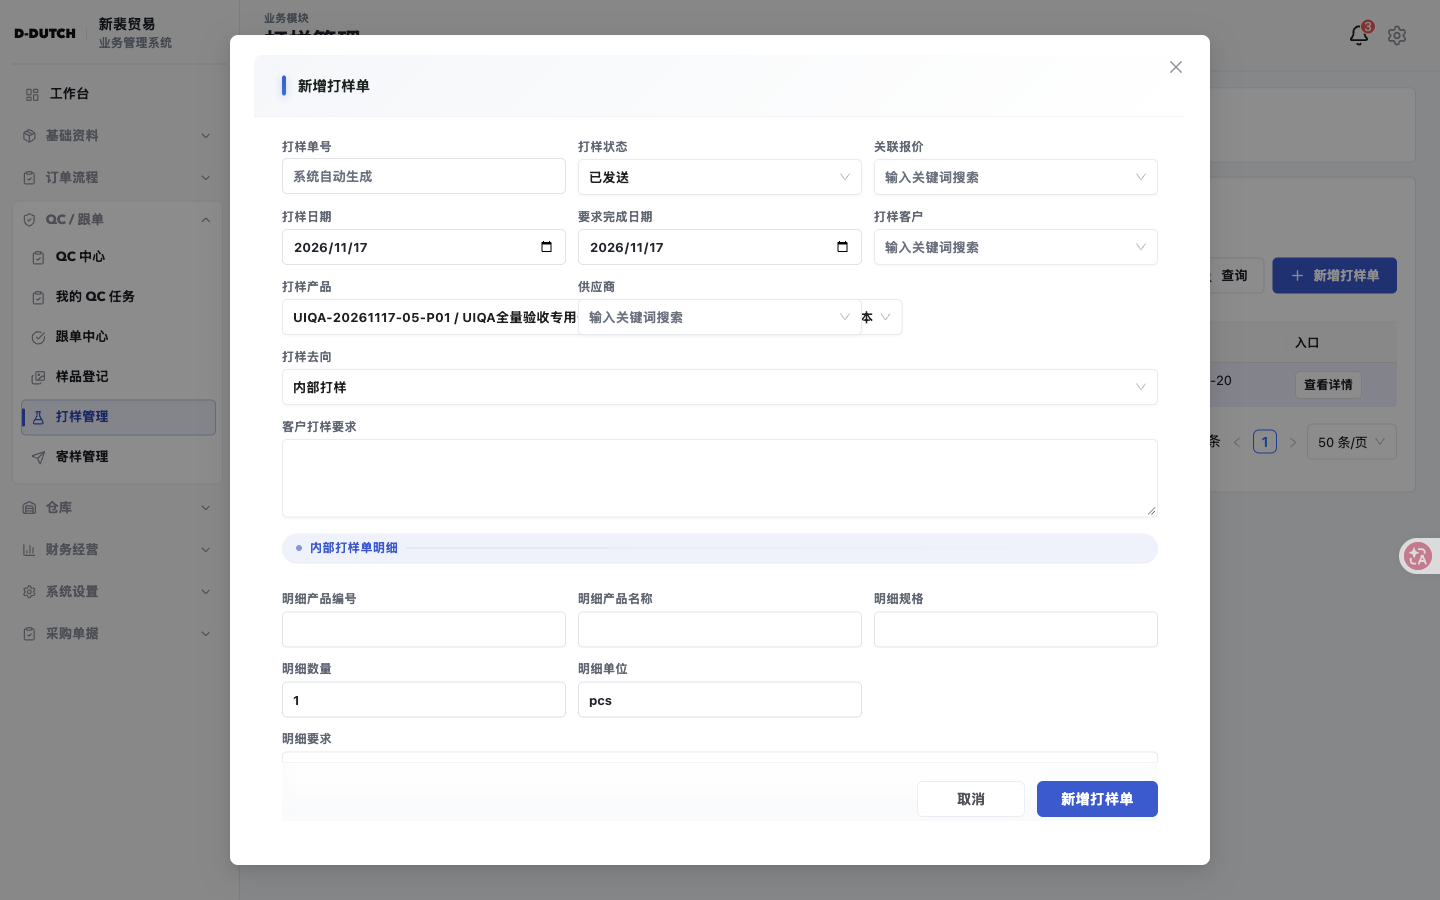 D-DUTCH
新裴贸易
业务管理系统
业务模块
打样管理
3
工作台
基础资料
订单流程
QC / 跟单
QC 中心
我的 QC 任务
跟单中心
样品登记
打样管理
寄样管理
仓库
财务经营
系统设置
采购单据
查询
新增打样单
入口
-20
查看详情
条
1
50 条/页
新增打样单
打样单号
打样状态
关联报价
系统自动生成
已发送
输入关键词搜索
打样日期
要求完成日期
打样客户
2026/11/17
2026/11/17
输入关键词搜索
打样产品
供应商
UIQA-20261117-05-P01 / UIQA全量验收专用
输入关键词搜索
本
打样去向
内部打样
客户打样要求
内部打样单明细
明细产品编号
明细产品名称
明细规格
明细数量
明细单位
1
pcs
明细要求
取消
新增打样单